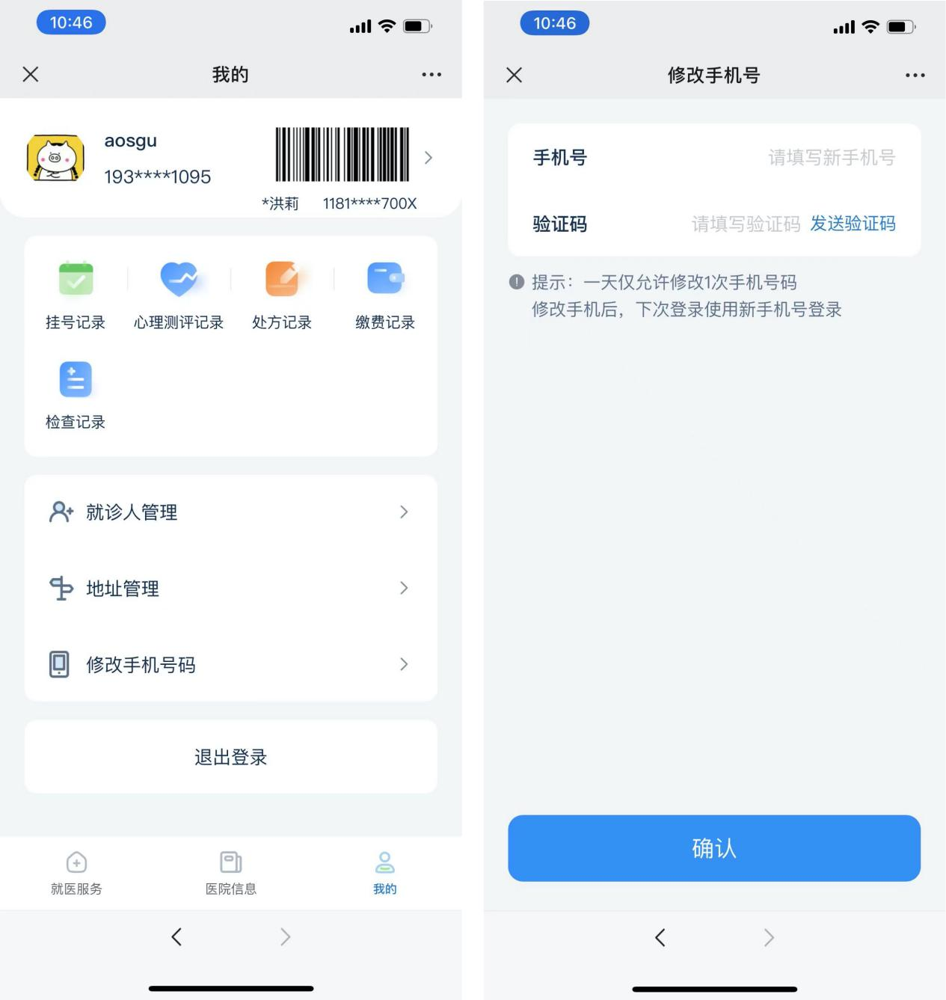 10:46
我的
aosgu
193****1095
*洪莉 1181****700X
挂号记录 心理测评记录 处方记录 缴费记录
检查记录
就诊人管理
地址管理
修改手机号码
退出登录
就医服务 医院信息 我的
10:46
修改手机号
手机号 请填写新手机号
验证码 请填写验证码 发送验证码
提示：一天仅允许修改1次手机号码
修改手机后，下次登录使用新手机号登录
确认